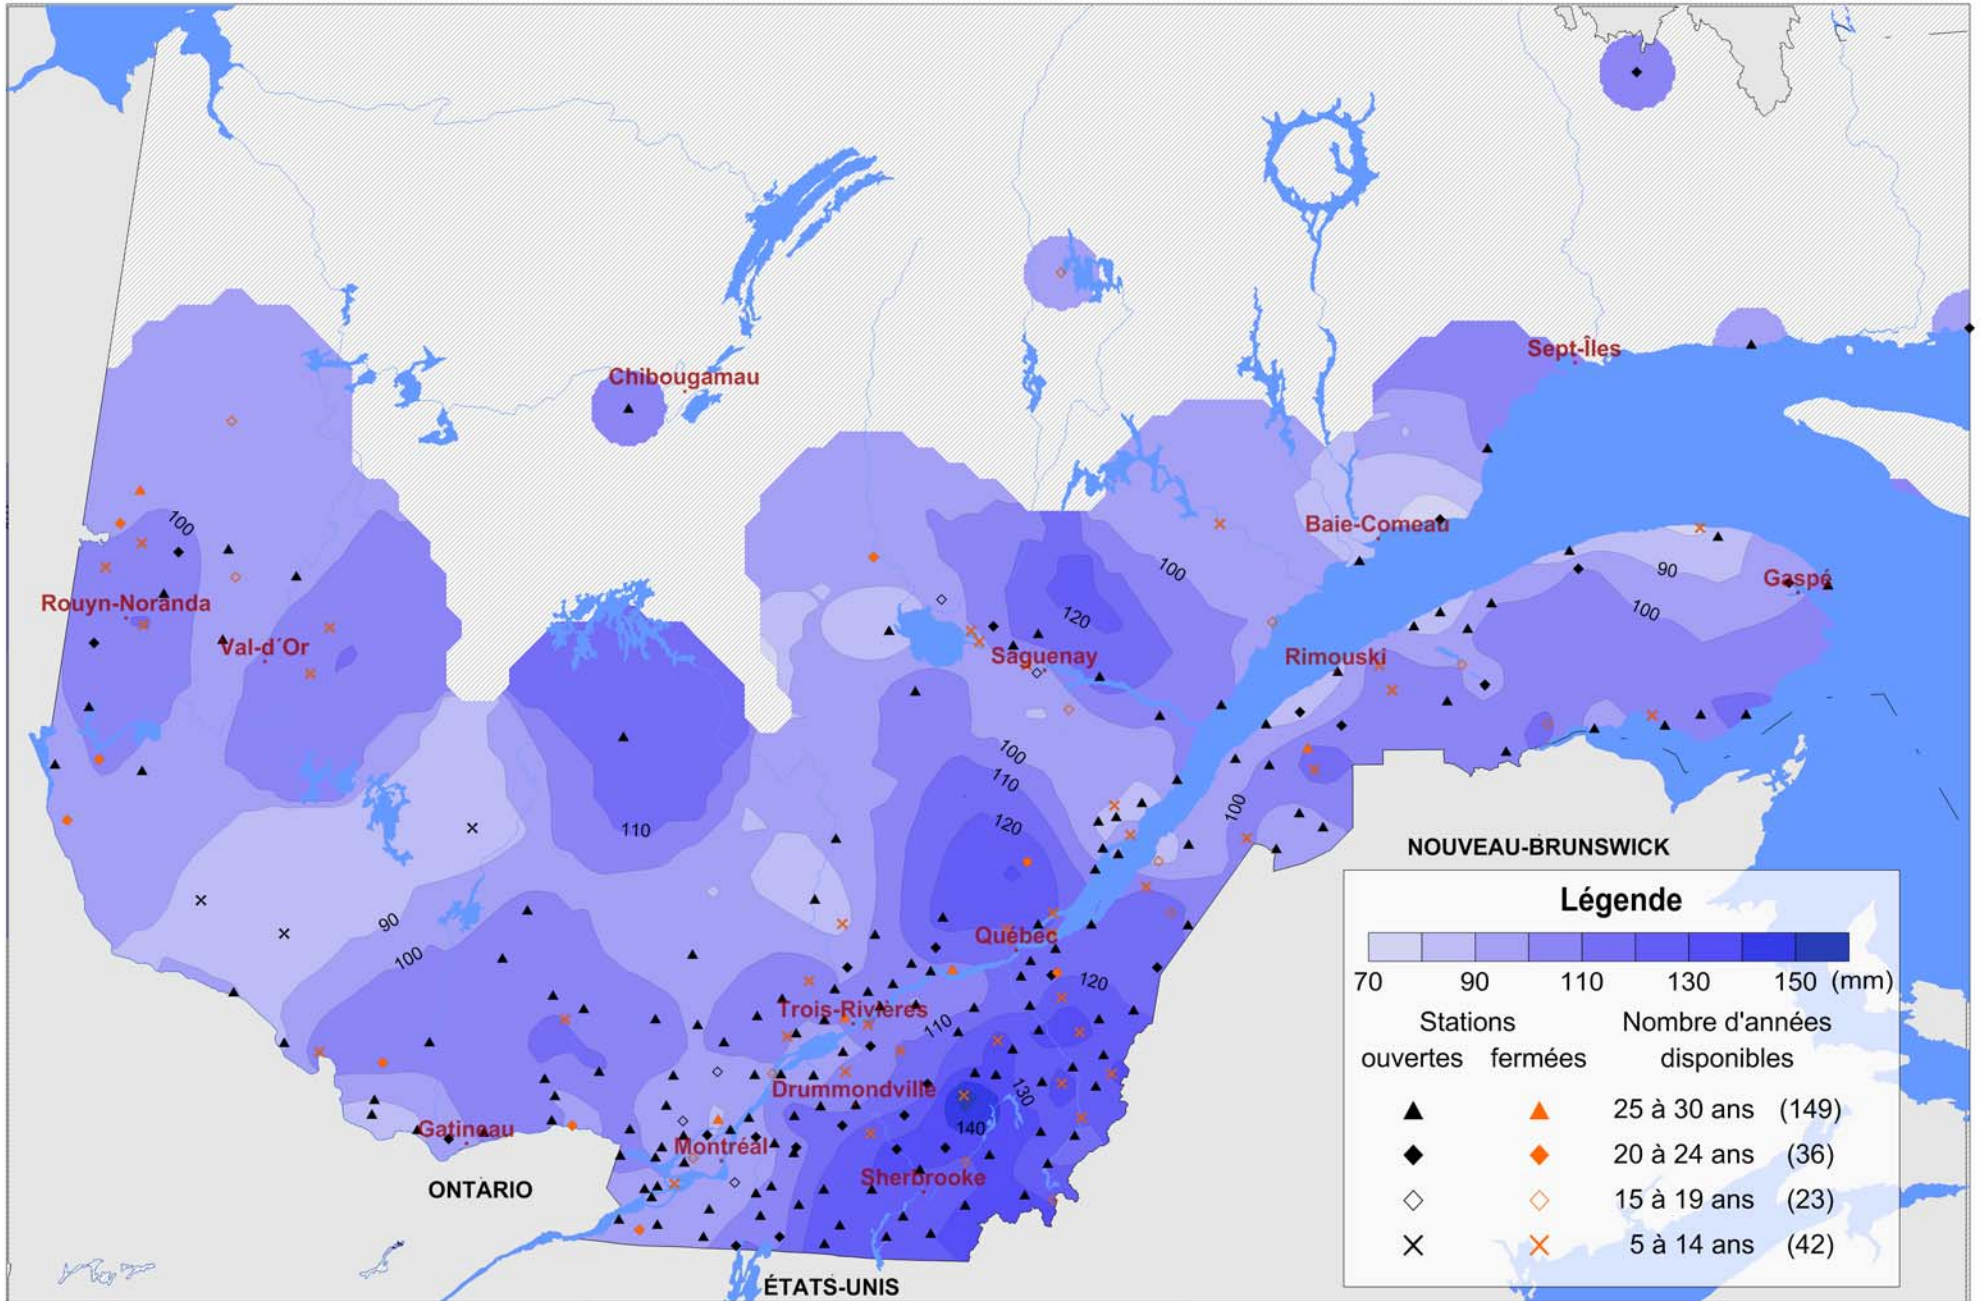 Sept-Îles
Chibougamau
100
Baie-Comeau
90
100
Gaspé
Rouyn-Noranda
120
100
Val-d´Or
Saguenay
Rimouski
100
110
110
120
100
NOUVEAU-BRUNSWICK
90
100
Québec
120
Trois-Rivières
110
Drummondville
130
140
Gatineau
Montréal
Sherbrooke
ONTARIO
ÉTATS-UNIS
Légende
70 90 110 130 150 (mm)
Stations Nombre d'années
ouvertes fermées disponibles
25 à 30 ans (149)
20 à 24 ans (36)
15 à 19 ans (23)
5 à 14 ans (42)